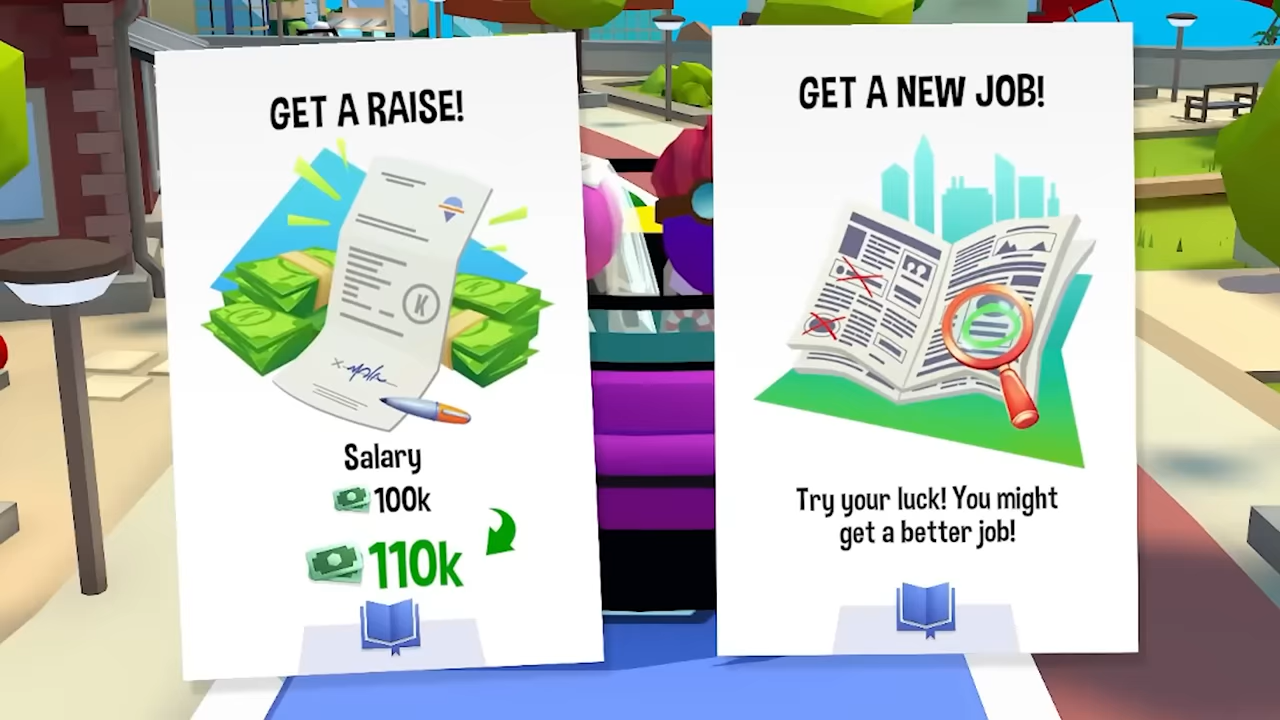 GET A RAISE!
K
Salary
100k
110k
GET A NEW JOB!
Try your luck! You might
get a better job!